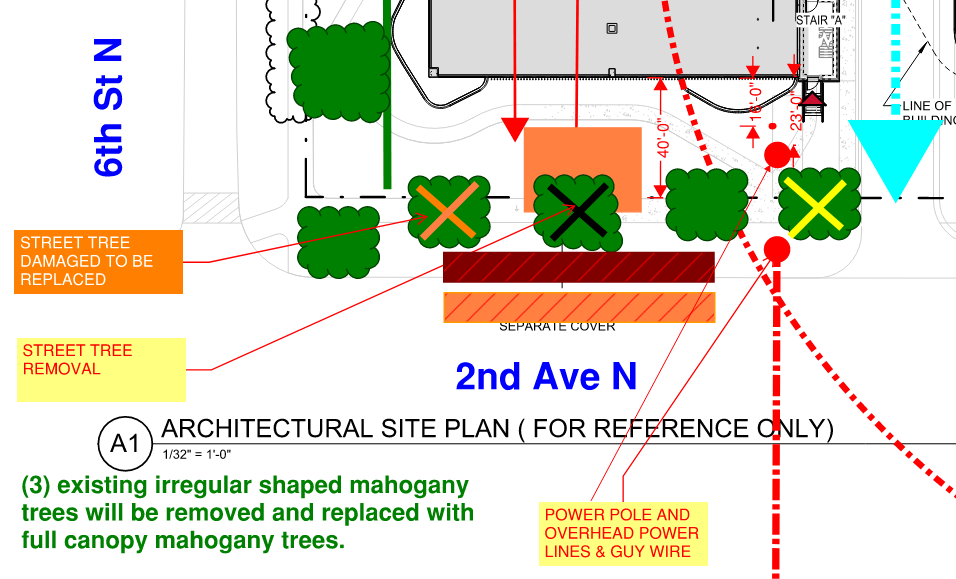 STAIR "A"
6th St N
LINE OF
BUILDING
40'-0"
16'-0"
23'-0"
STREET TREE
DAMAGED TO BE
REPLACED
SEPARATE COVER
STREET TREE
REMOVAL
2nd Ave N
A1
ARCHITECTURAL SITE PLAN ( FOR REFERENCE ONLY)
1/32" = 1'-0"
(3) existing irregular shaped mahogany
trees will be removed and replaced with
full canopy mahogany trees.
POWER POLE AND
OVERHEAD POWER
LINES & GUY WIRE